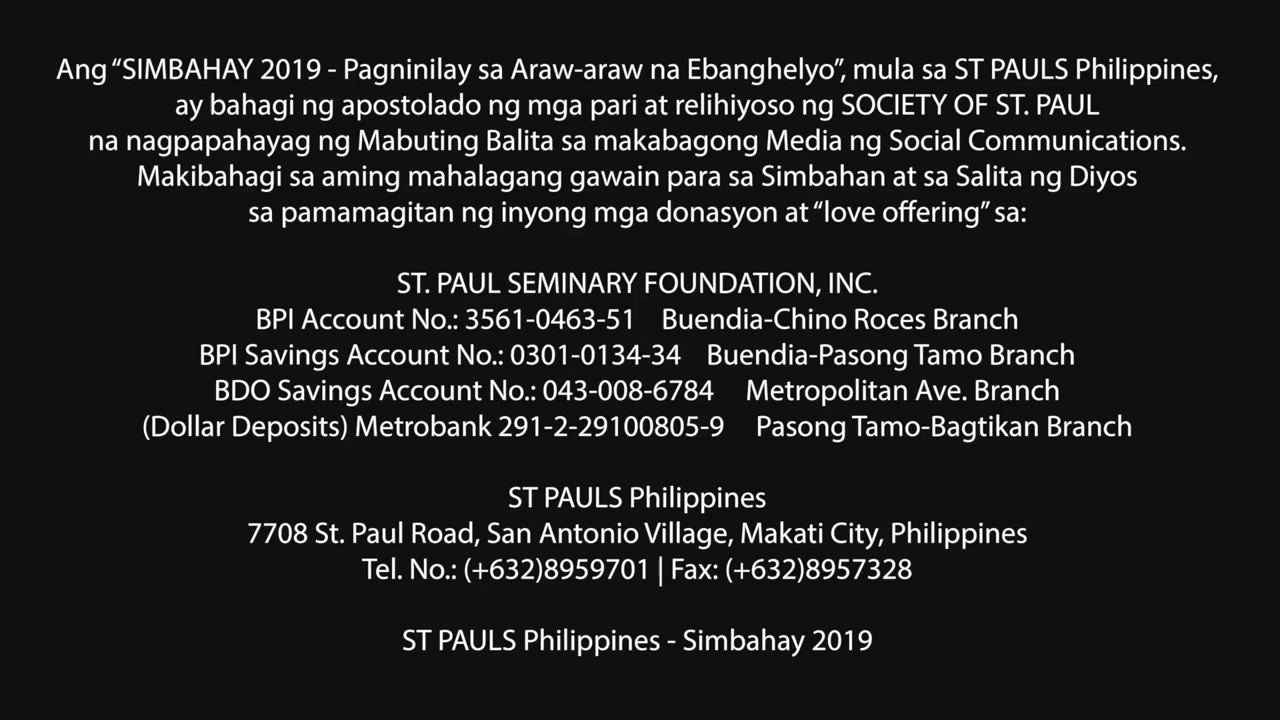 Ang “SIMBAHAY 2019 - Pagninilay sa Araw-araw na Ebanghelyo”, mula sa ST PAULS Philippines,
ay bahagi ng apostolado ng mga pari at relihiyoso ng SOCIETY OF ST. PAUL
na nagpapahayag ng Mabuting Balita sa makabagong Media ng Social Communications.
Makibahagi sa aming mahalagang gawain para sa Simbahan at sa Salita ng Diyos
sa pamamagitan ng inyong mga donasyon at “love offering” sa:
ST. PAUL SEMINARY FOUNDATION, INC.
BPI Account No.: 3561-0463-51 Buendia-Chino Roces Branch
BPI Savings Account No.: 0301-0134-34 Buendia-Pasong Tamo Branch
BDO Savings Account No.: 043-008-6784 Metropolitan Ave. Branch
(Dollar Deposits) Metrobank 291-2-29100805-9 Pasong Tamo-Bagtikan Branch
ST PAULS Philippines
7708 St. Paul Road, San Antonio Village, Makati City, Philippines
Tel. No.: (+632)8959701 | Fax: (+632)8957328
ST PAULS Philippines - Simbahay 2019